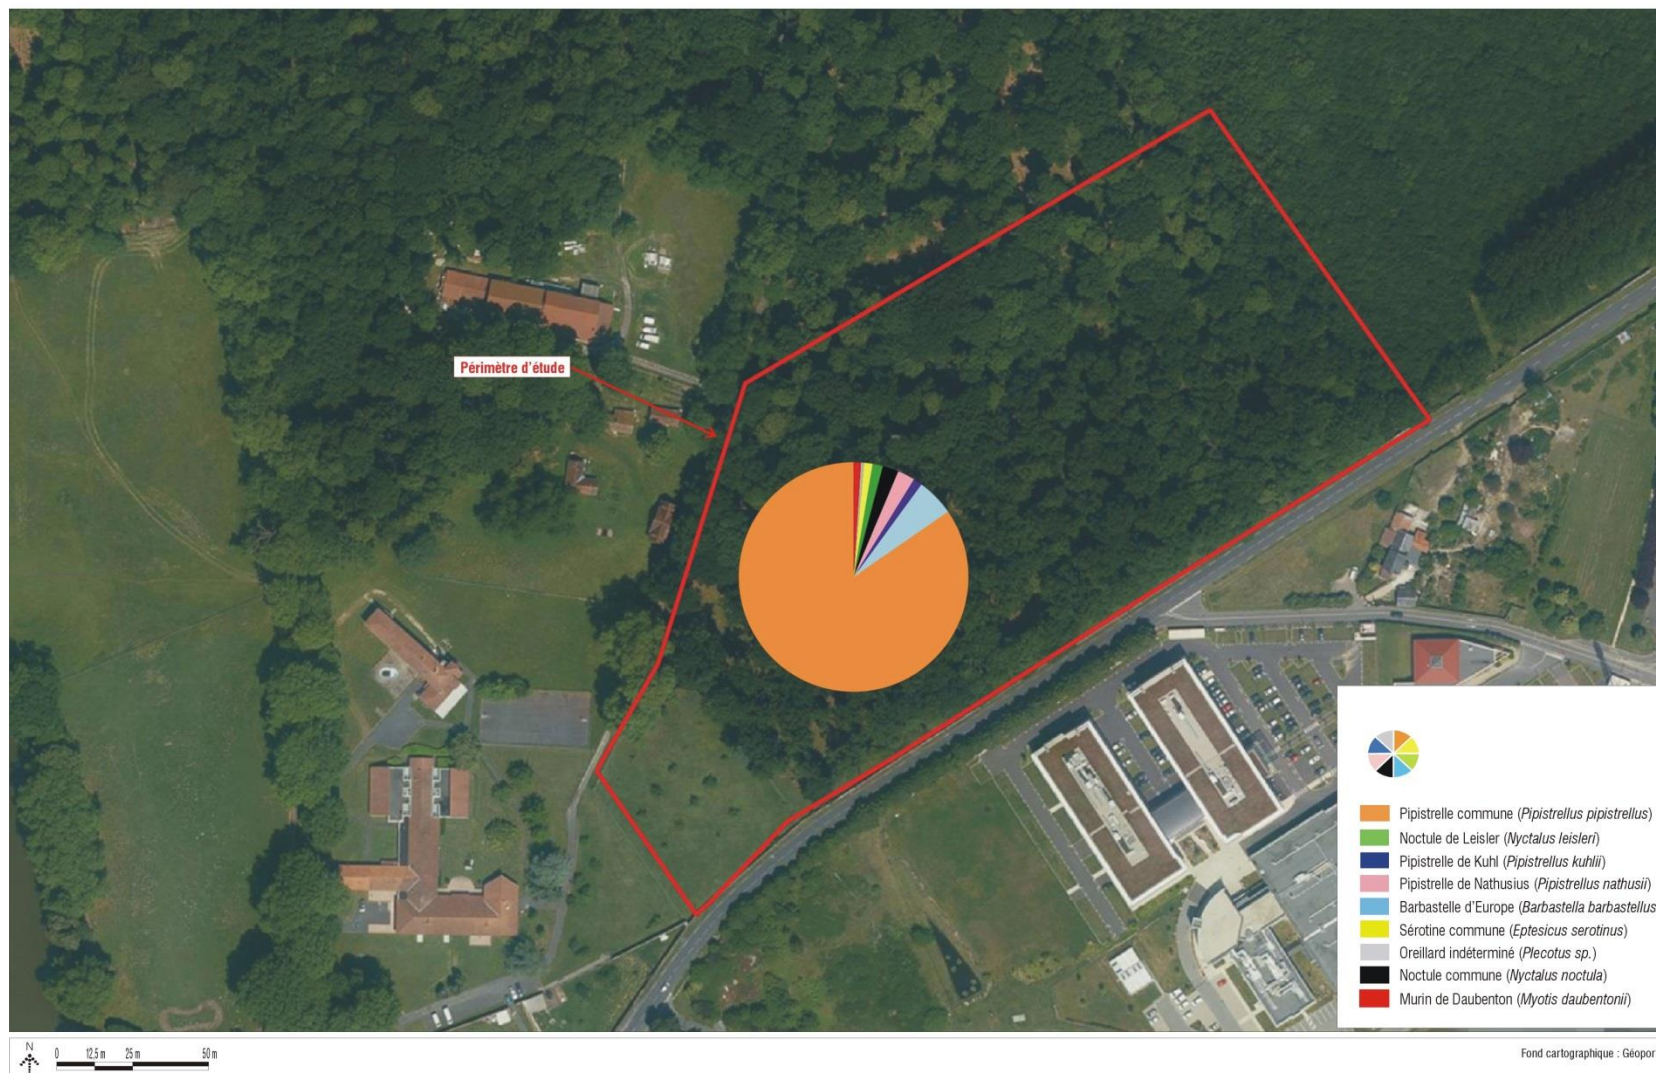 Périmètre d'étude
Pipistrelle commune (Pipistrellus pipistrellus)
Noctule de Leisler (Nyctalus leisleri)
Pipistrelle de Kuhl (Pipistrellus kuhlii)
Pipistrelle de Nathusius (Pipistrellus nathusii)
Barbastelle d'Europe (Barbastella barbastellus
Sérotine commune (Eptesicus serotinus)
Oreillard indéterminé (Plecotus sp.)
Noctule commune (Nyctalus noctula)
Murin de Daubenton (Myotis daubentonii)
N
0 12,5 m 25 m 50 m
Fond cartographique : Géopor